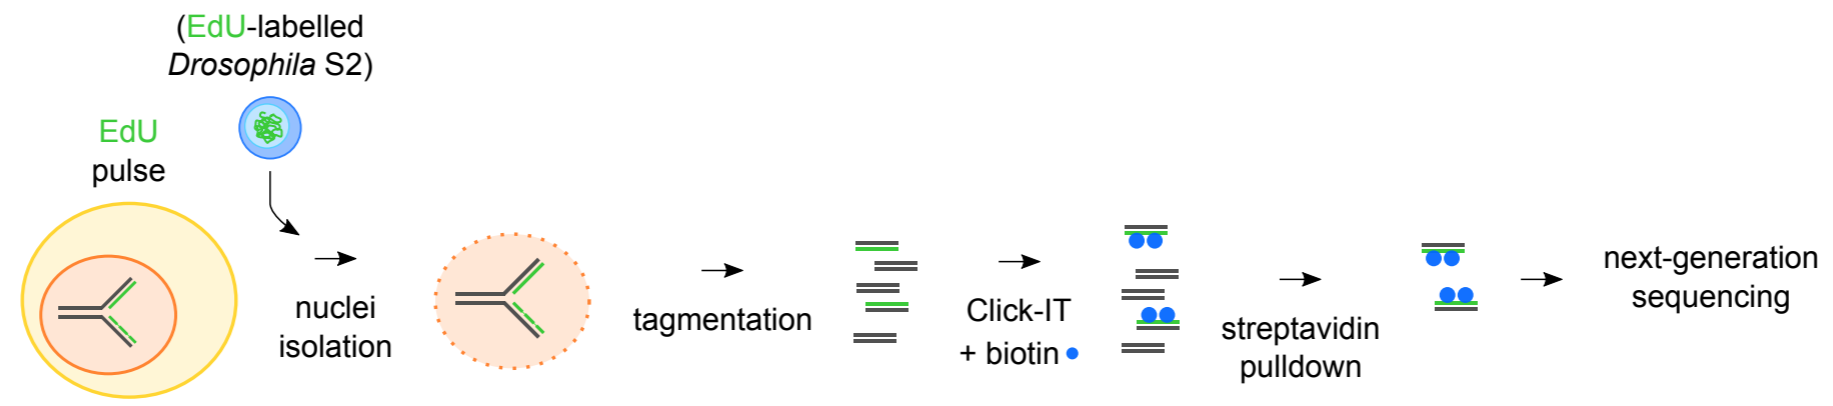 (EdU-labelled
Drosophila S2)
EdU
pulse
nuclei
isolation
tagmentation
Click-IT
+ biotin
streptavidin
pulldown
next-generation
sequencing